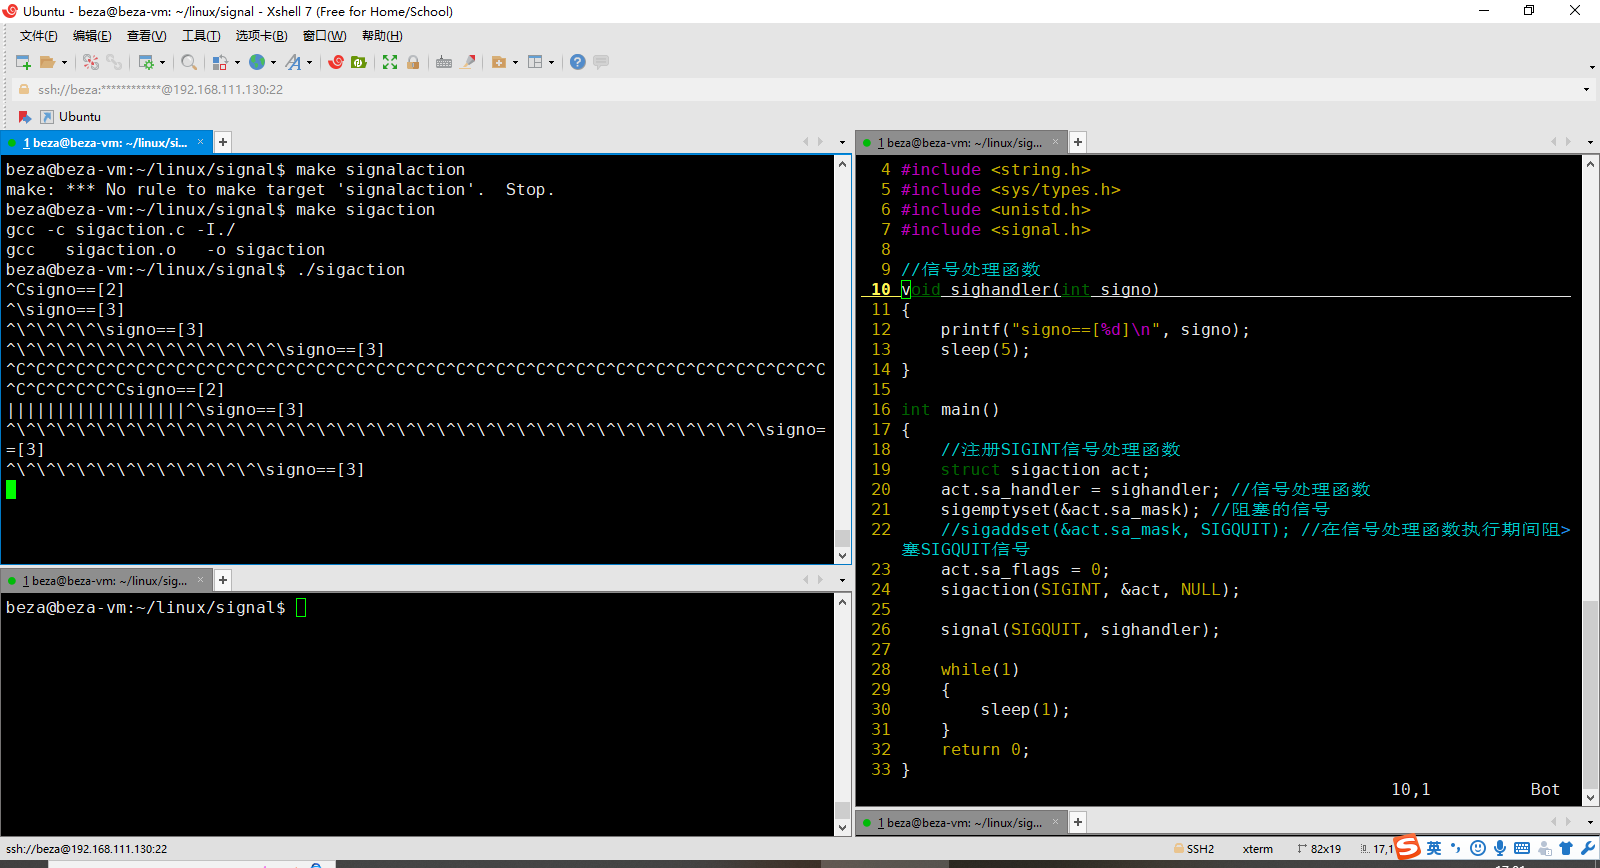 Ubuntu - beza@beza-vm: ~/linux/signal - Xshell 7 (Free for Home/School)
文件(F) 编辑(E) 查看(V) 工具(T) 选项卡(B) 窗口(W) 帮助(H)
ssh://beza:************@192.168.111.130:22
Ubuntu
1 beza@beza-vm: ~/linux/si... × +
beza@beza-vm:~/linux/signal$ make signalaction
make: *** No rule to make target 'signalaction'.  Stop.
beza@beza-vm:~/linux/signal$ make sigaction
gcc -c sigaction.c -I./
gcc   sigaction.o   -o sigaction
beza@beza-vm:~/linux/signal$ ./sigaction
^Csigno==[2]
^\signo==[3]
^\^\^\^\^\signo==[3]
^\^\^\^\^\^\^\^\^\^\^\^\^\^\signo==[3]
^C^C^C^C^C^C^C^C^C^C^C^C^C^C^C^C^C^C^C^C^C^C^C^C^C^C^C^C^C^C^C^C^C^C^C^C^C^C^C^C^C
^C^C^C^C^C^Csigno==[2]
||||||||||||||||||^\signo==[3]
^\^\^\^\^\^\^\^\^\^\^\^\^\^\^\^\^\^\^\^\^\^\^\^\^\^\^\^\^\^\^\^\^\^\^\^\^\^\signo=
=[3]
^\^\^\^\^\^\^\^\^\^\^\^\^\signo==[3]
1 beza@beza-vm: ~/linux/sig... × +
beza@beza-vm:~/linux/signal$
1 beza@beza-vm: ~/linux/sig... × +
4 #include <string.h>
5 #include <sys/types.h>
6 #include <unistd.h>
7 #include <signal.h>
8
9 //信号处理函数
10 void sighandler(int signo)
11 {
12     printf("signo==[%d]\n", signo);
13     sleep(5);
14 }
15
16 int main()
17 {
18     //注册SIGINT信号处理函数
19     struct sigaction act;
20     act.sa_handler = sighandler; //信号处理函数
21     sigemptyset(&act.sa_mask); //阻塞的信号
22     //sigaddset(&act.sa_mask, SIGQUIT); //在信号处理函数执行期间阻>
塞SIGQUIT信号
23     act.sa_flags = 0;
24     sigaction(SIGINT, &act, NULL);
25
26     signal(SIGQUIT, sighandler);
27
28     while(1)
29     {
30         sleep(1);
31     }
32     return 0;
33 }
10,1 Bot
1 beza@beza-vm: ~/linux/sig... × +
ssh://beza@192.168.111.130:22 SSH2 xterm 82x19 17,1 英